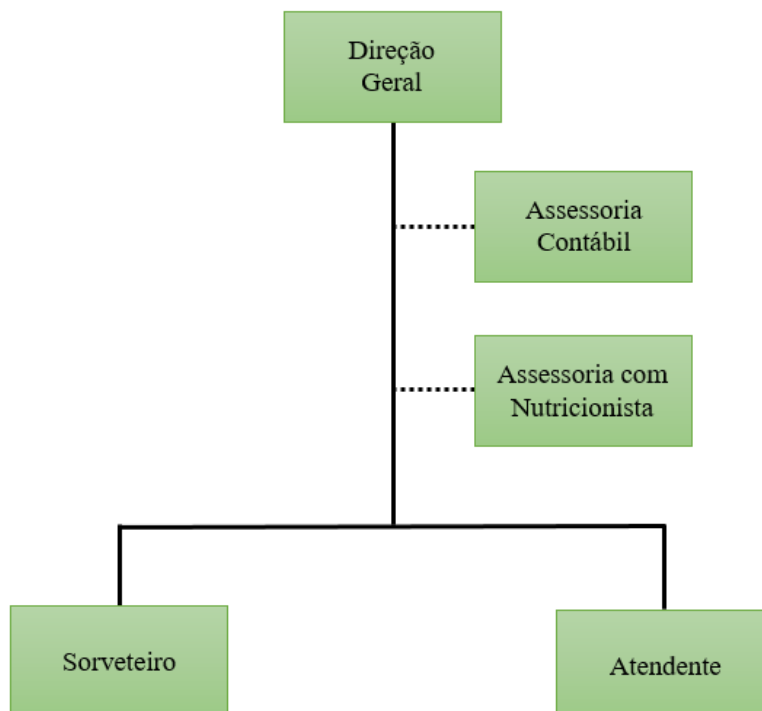 Direção
Geral
Assessoria
Contábil
Assessoria com
Nutricionista
Sorveteiro
Atendente